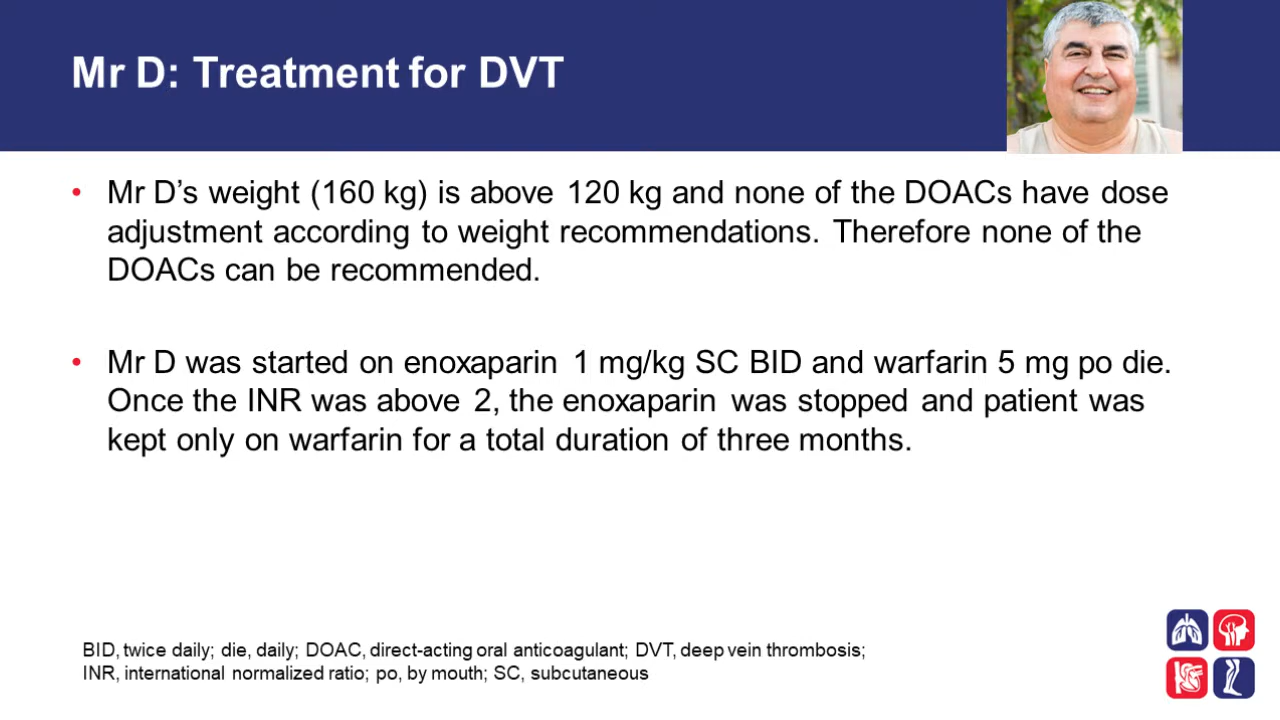 Mr D: Treatment for DVT
• Mr D’s weight (160 kg) is above 120 kg and none of the DOACs have dose
adjustment according to weight recommendations. Therefore none of the
DOACs can be recommended.
• Mr D was started on enoxaparin 1 mg/kg SC BID and warfarin 5 mg po die.
Once the INR was above 2, the enoxaparin was stopped and patient was
kept only on warfarin for a total duration of three months.
BID, twice daily; die, daily; DOAC, direct-acting oral anticoagulant; DVT, deep vein thrombosis;
INR, international normalized ratio; po, by mouth; SC, subcutaneous